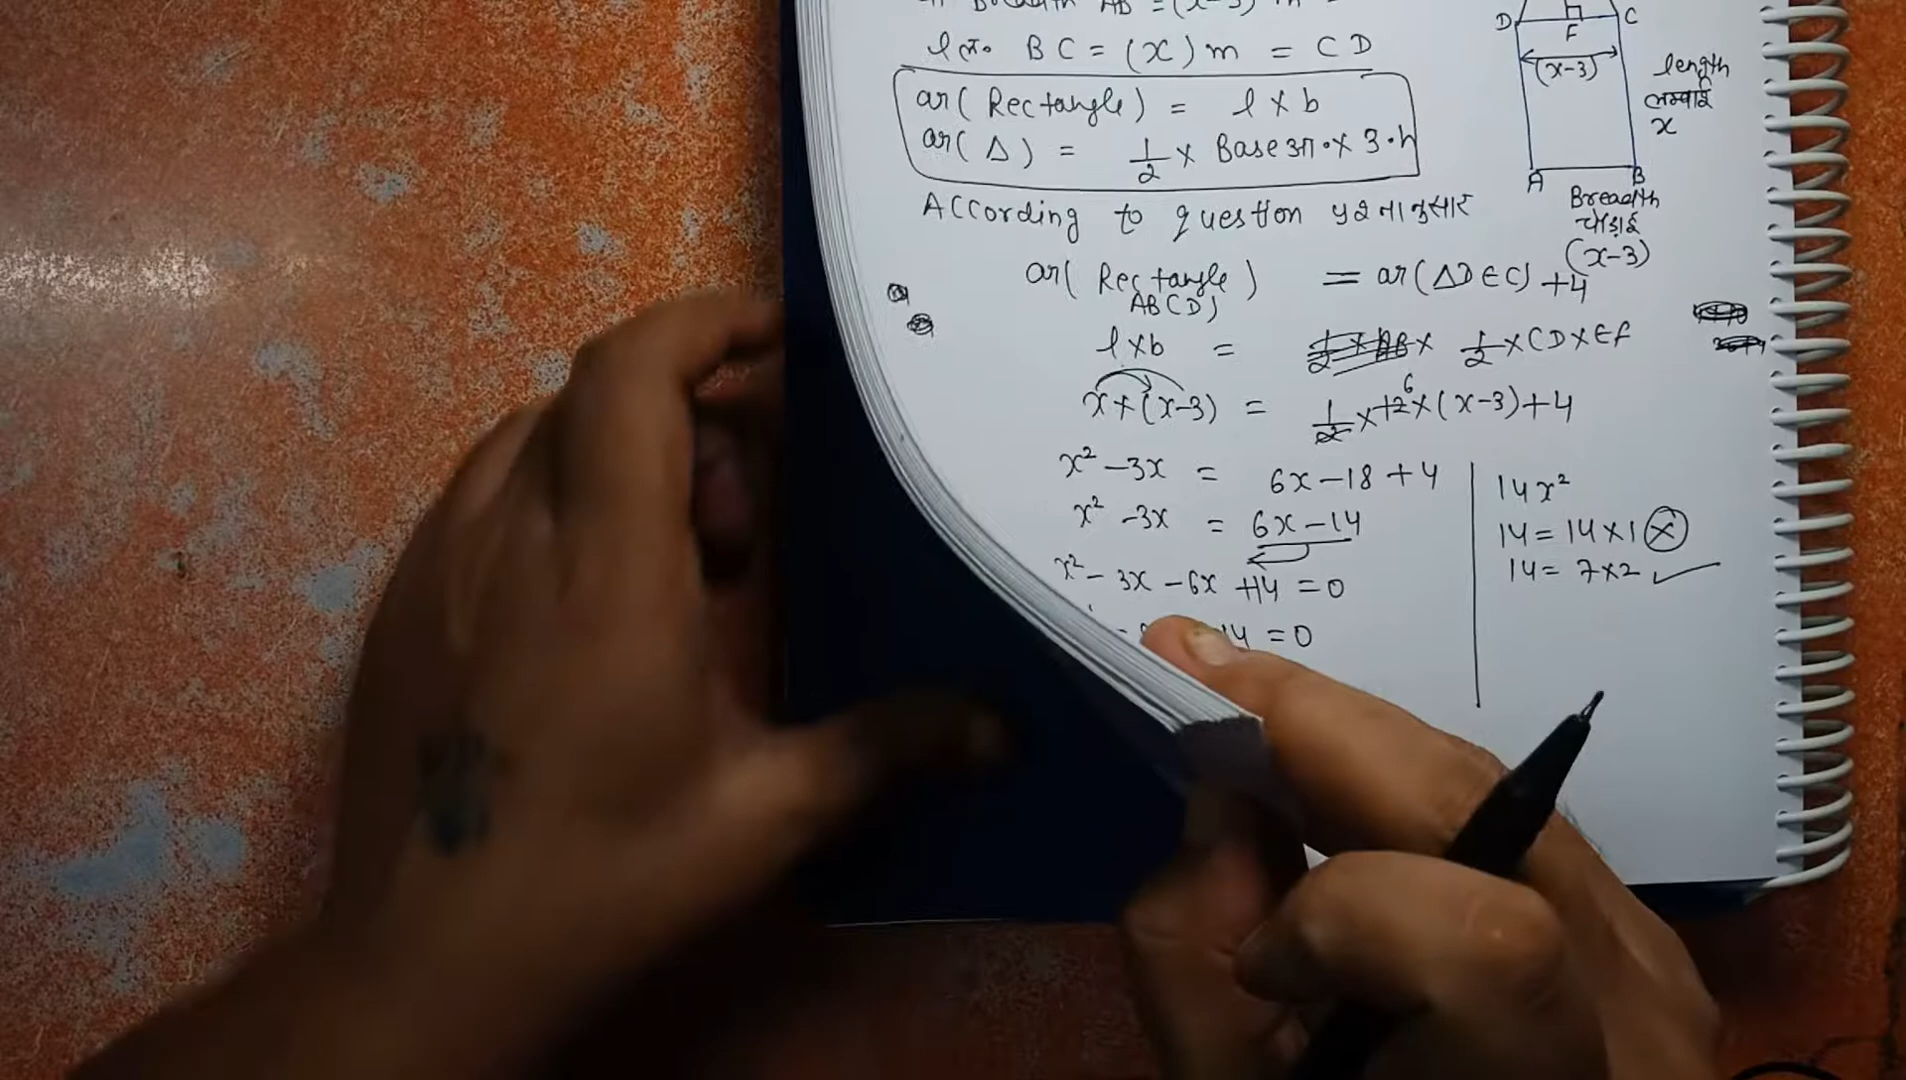 Breadth AB = (x-3) m =
BC = (x) m = CD
ar( Rectangle ) = l × b
ar( Δ ) = 1/2 × Base आ॰ × उ॰h
According to question प्रश्नानुसार
ar( Rectangle ) = ar(ΔDEC) +4
ABCD)
l×b = 1/2 ×CD×EF
x×(x-3) = 1/2 ×12 6 ×(x-3)+4
x² -3x = 6x-18 +4
x² -3x = 6x-14
x² - 3x -6x +14 =0
14 =0
14x²
14= 14×1 ×
14= 7×2 ✓
D C
F
(x-3)
length
लम्बाई
x
A B
Breadth
चौड़ाई
(x-3)